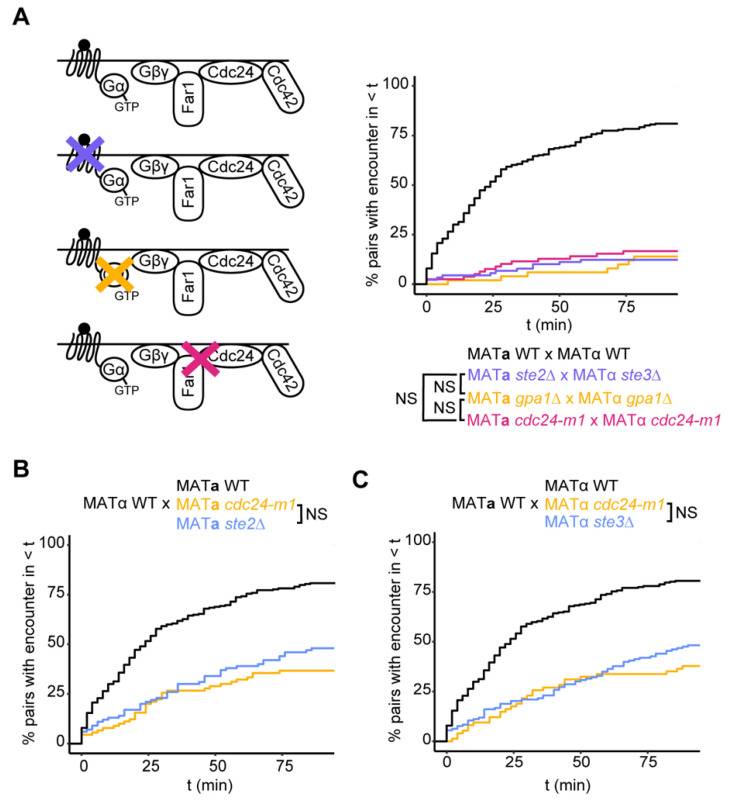 A
Gα
GTP
Gβγ
Far1
Cdc24
Cdc42
Gα
GTP
Gβγ
Far1
Cdc24
Cdc42
GTP
Gβγ
Far1
Cdc24
Cdc42
Gα
GTP
Gβγ
Far1
Cdc24
Cdc42
% pairs with encounter in < t
100
75
50
25
0
0 25 50 75
t (min)
MATa WT x MATα WT
MATa ste2Δ x MATα ste3Δ
MATa gpa1Δ x MATα gpa1Δ
MATa cdc24-m1 x MATα cdc24-m1
NS
NS
NS
B
MATα WT x
MATa WT
MATa cdc24-m1
MATa ste2Δ
NS
% pairs with encounter in < t
100
75
50
25
0
0 25 50 75
t (min)
C
MATa WT x
MATα WT
MATα cdc24-m1
MATα ste3Δ
NS
% pairs with encounter in < t
100
75
50
25
0
0 25 50 75
t (min)